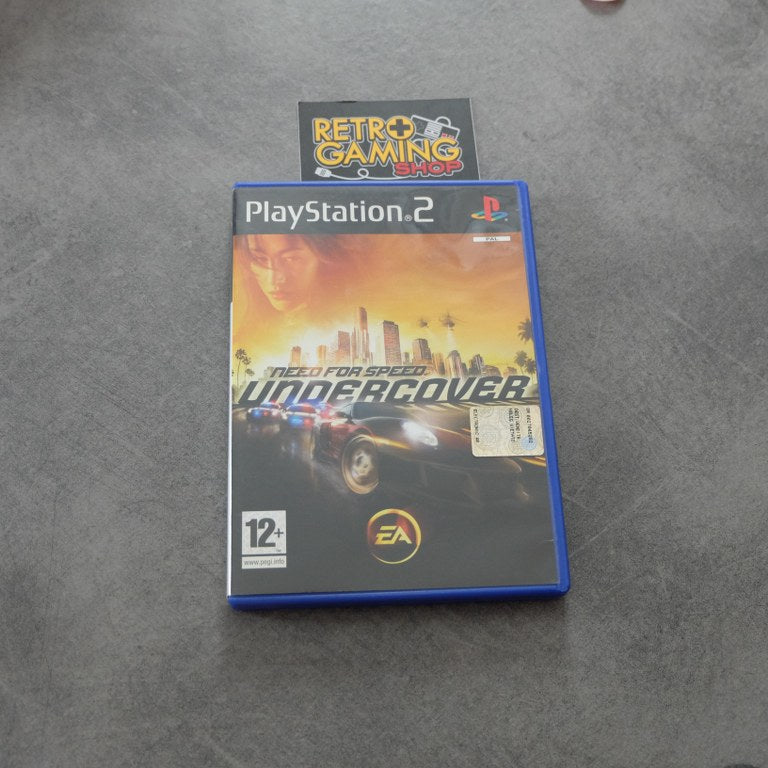 RETRO
GAMING
SHOP
PlayStation®2
PAL
NEED FOR SPEED
UNDERCOVER
12+
www.pegi.info
EA